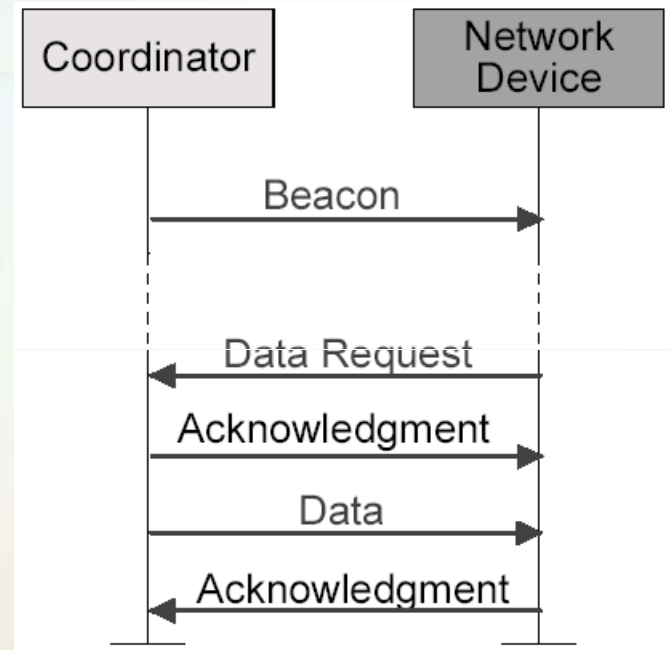 Coordinator
Network
Device
Beacon
Data Request
Acknowledgment
Data
Acknowledgment